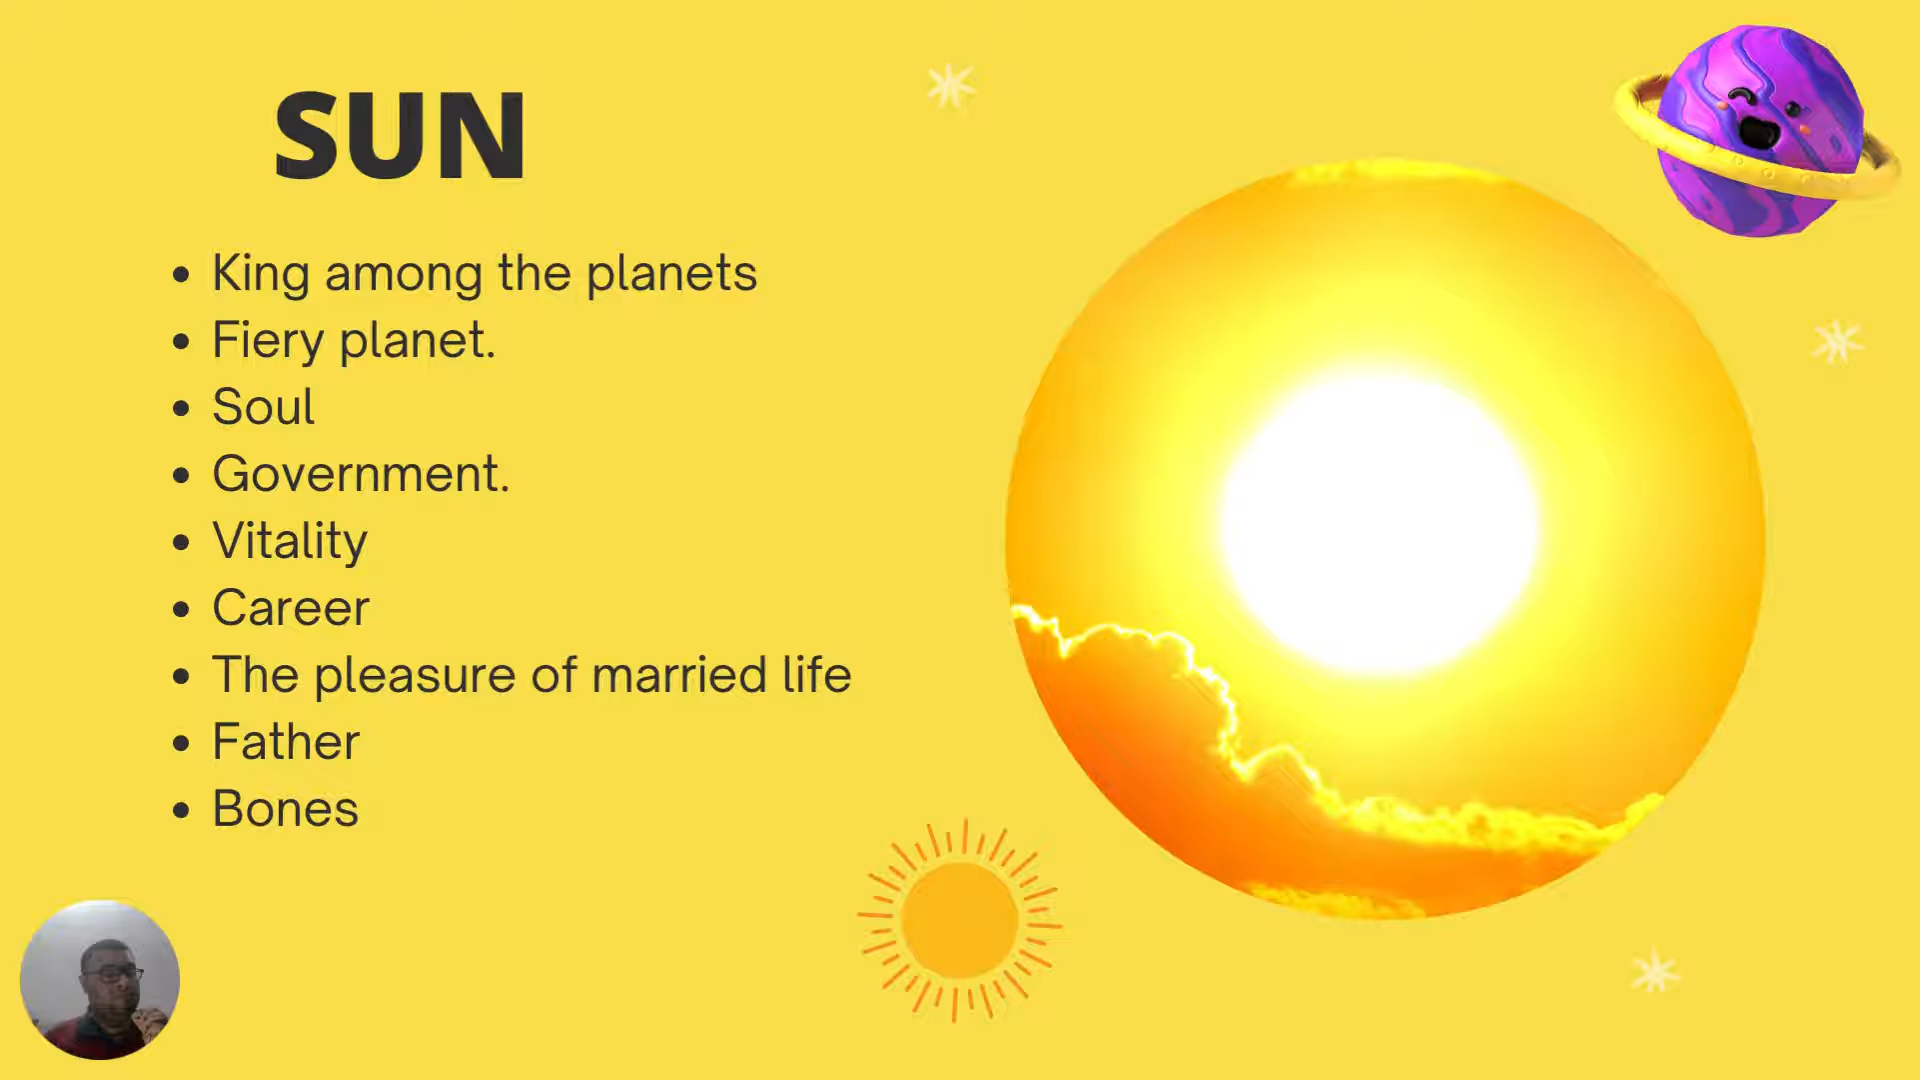 SUN
• King among the planets
• Fiery planet.
• Soul
• Government.
• Vitality
• Career
• The pleasure of married life
• Father
• Bones